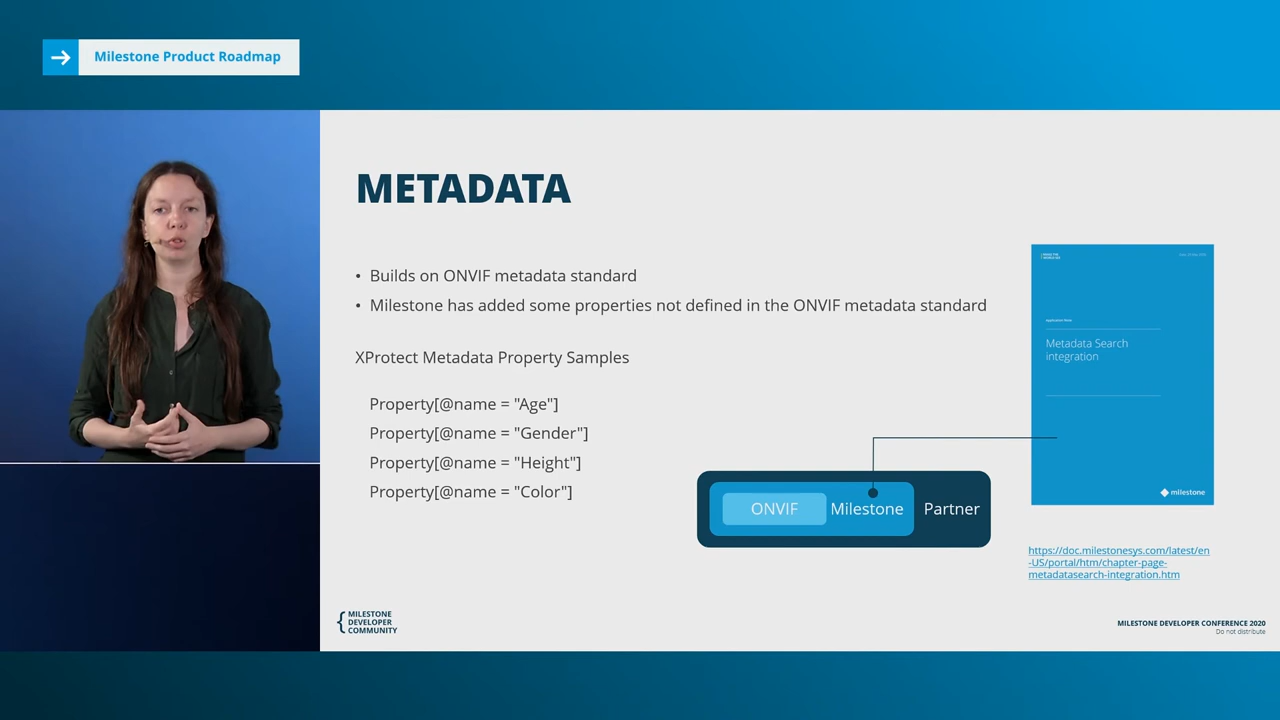 Milestone Product Roadmap
METADATA
• Builds on ONVIF metadata standard
• Milestone has added some properties not defined in the ONVIF metadata standard
XProtect Metadata Property Samples
Property[@name = "Age"]
Property[@name = "Gender"]
Property[@name = "Height"]
Property[@name = "Color"]
ONVIF
Milestone
Partner
Application Note
Metadata Search
integration
milestone
https://doc.milestonesys.com/latest/en
-US/portal/htm/chapter-page-
metadatasearch-integration.htm
MILESTONE
DEVELOPER
COMMUNITY
MILESTONE DEVELOPER CONFERENCE 2020
Do not distribute